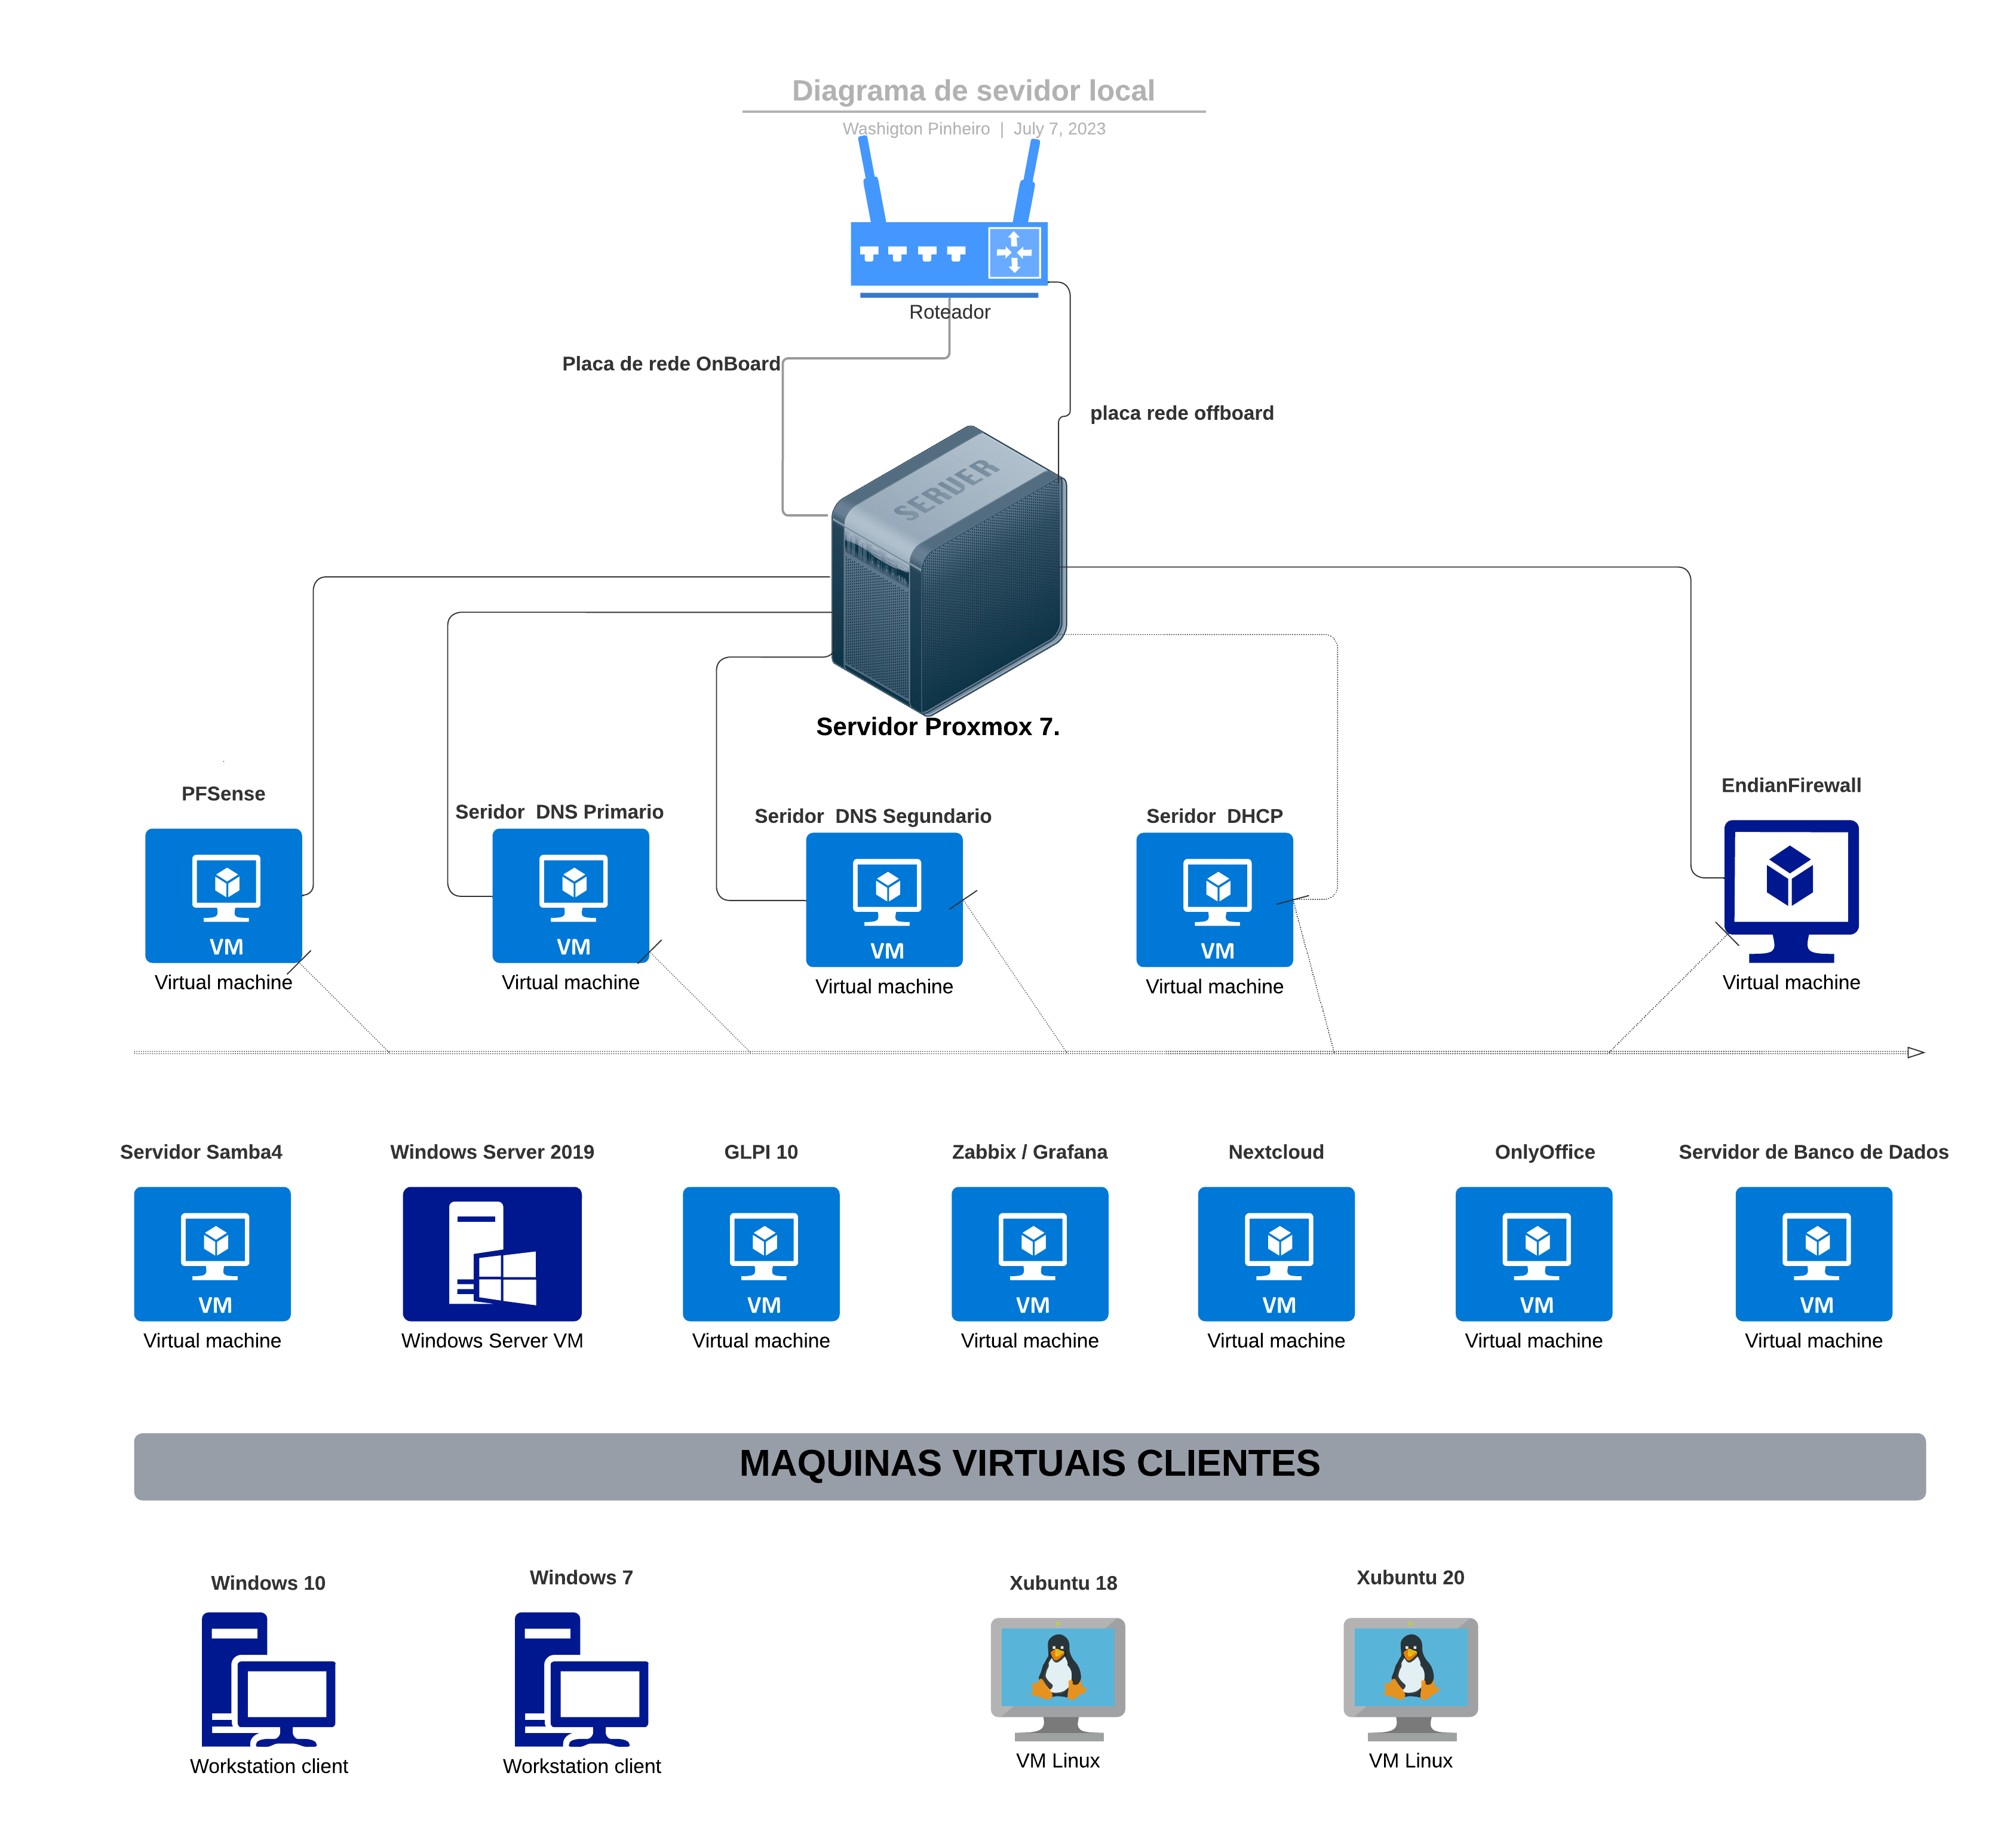 Diagrama de sevidor local
Washigton Pinheiro | July 7, 2023
Roteador
Placa de rede OnBoard
placa rede offboard
SERVER
Servidor Proxmox 7.
PFSense
Seridor DNS Primario
Seridor DNS Segundario
Seridor DHCP
EndianFirewall
VM
VM
VM
VM
Virtual machine
Virtual machine
Virtual machine
Virtual machine
Virtual machine
Servidor Samba4
Windows Server 2019
GLPI 10
Zabbix / Grafana
Nextcloud
OnlyOffice
Servidor de Banco de Dados
VM
VM
VM
VM
VM
VM
Virtual machine
Windows Server VM
Virtual machine
Virtual machine
Virtual machine
Virtual machine
Virtual machine
MAQUINAS VIRTUAIS CLIENTES
Windows 10
Windows 7
Xubuntu 18
Xubuntu 20
Workstation client
Workstation client
VM Linux
VM Linux